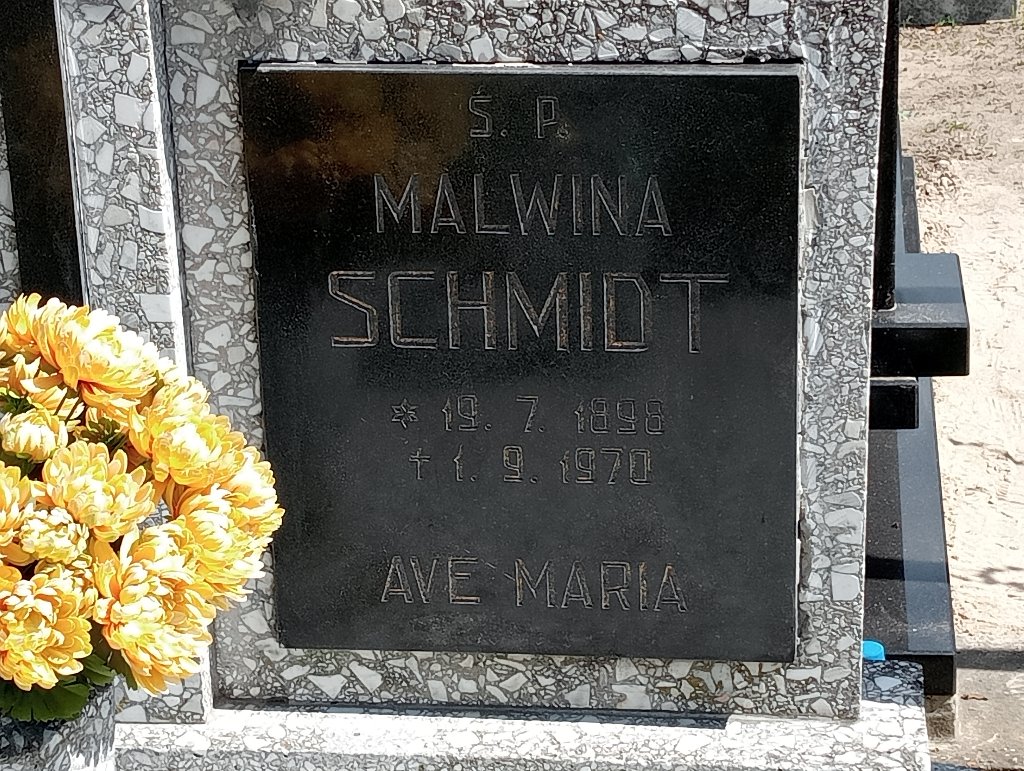 Ś. P.
MALWINA
SCHMIDT
* 19. 7. 1898
† 1. 9. 1970
AVE MARIA